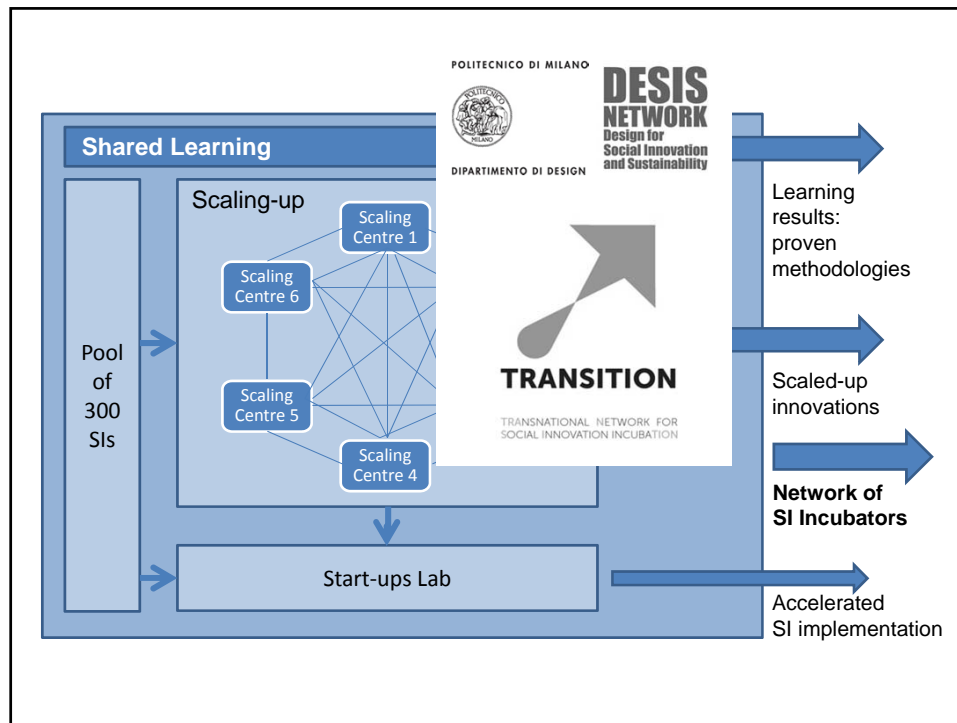 POLITECNICO DI MILANO
POLITECNICO
MILANO
DIPARTIMENTO DI DESIGN
DESIS
NETWORK
Design for
Social Innovation
and Sustainability
Shared Learning
Scaling-up
Scaling
Centre 1
Scaling
Centre 6
Scaling
Centre 5
Scaling
Centre 4
Pool
of
300
SIs
TRANSITION
TRANSNATIONAL NETWORK FOR
SOCIAL INNOVATION INCUBATION
Start-ups Lab
Learning
results:
proven
methodologies
Scaled-up
innovations
Network of
SI Incubators
Accelerated
SI implementation